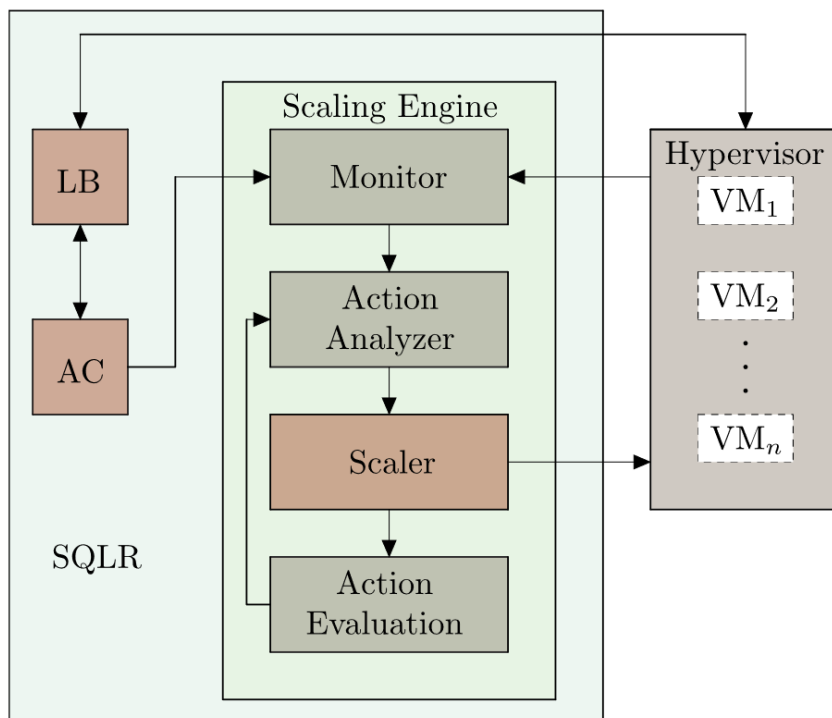 Scaling Engine
LB
Monitor
Hypervisor
VM₁
AC
Action
Analyzer
VM₂
⋮
Scaler
VMₙ
SQLR
Action
Evaluation